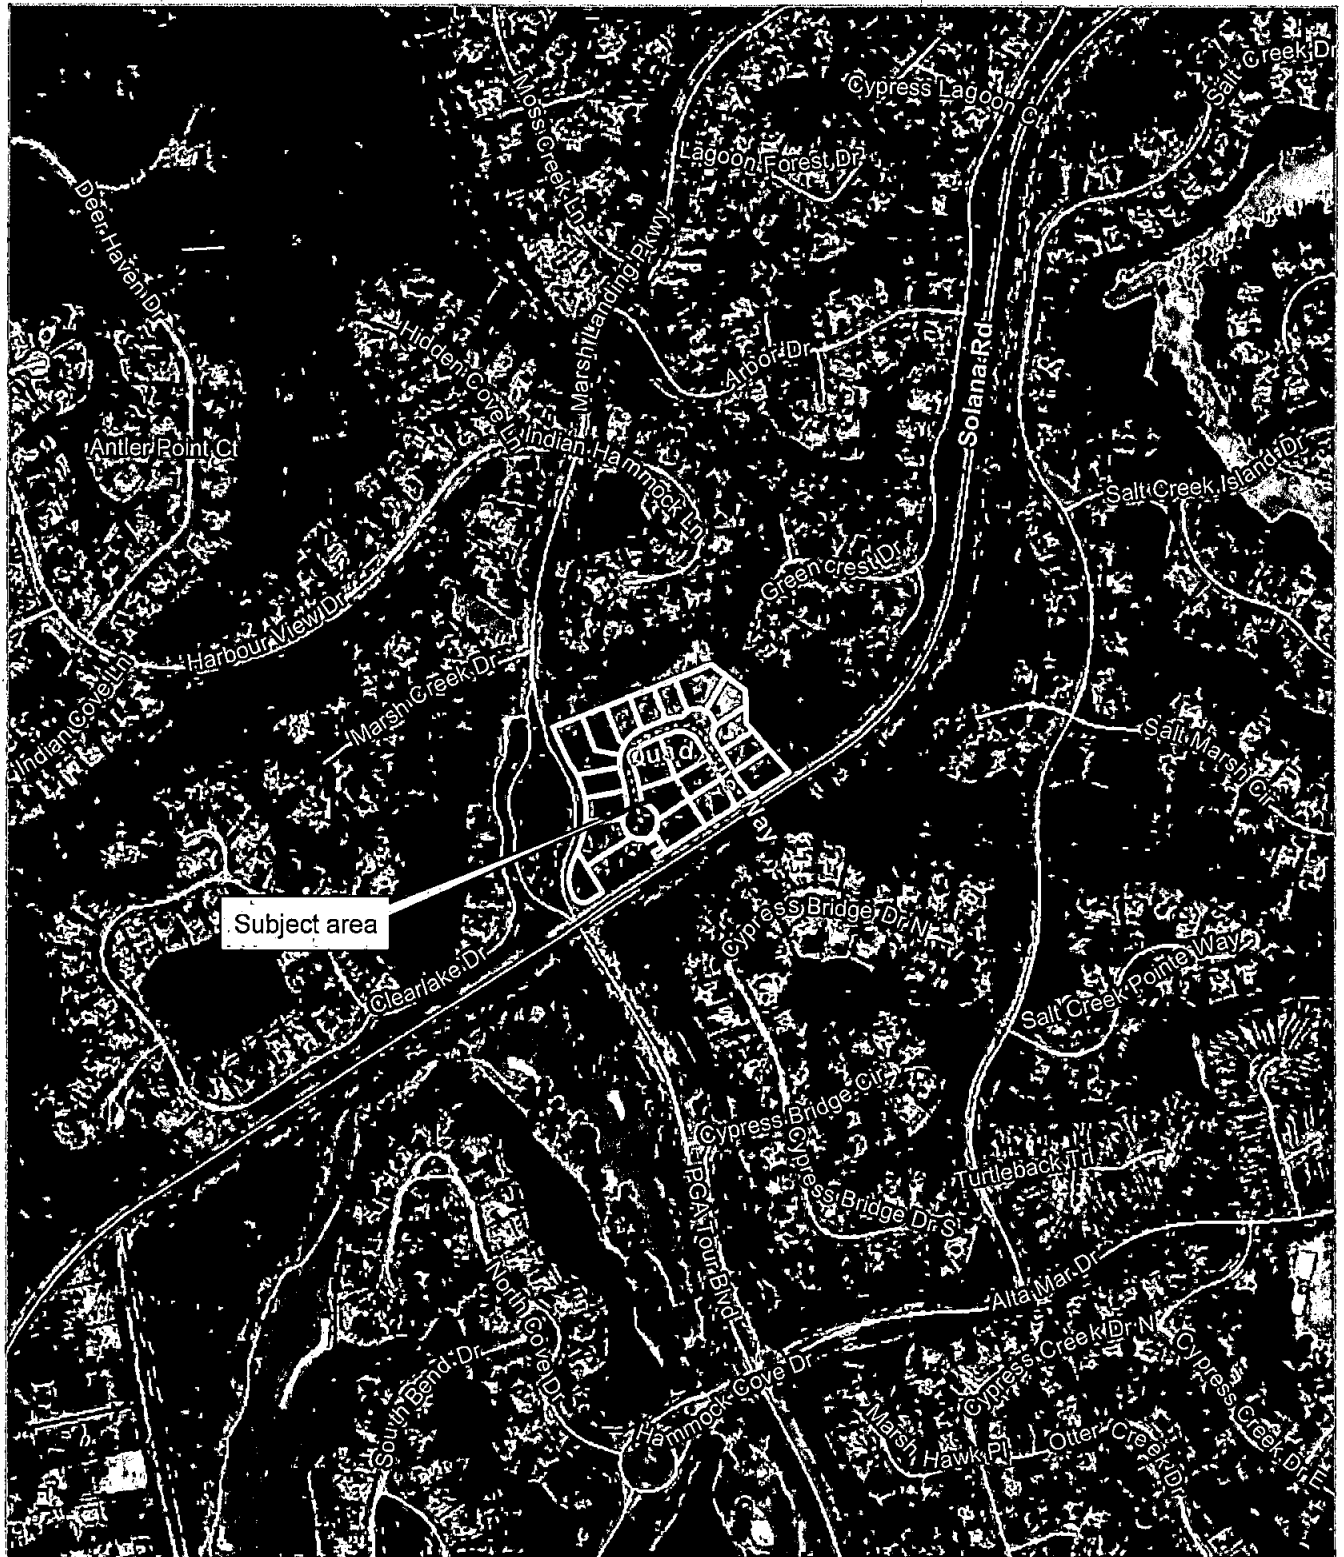 Salt Creek Dr
Cypress Lagoon Ct
Moss Creek Ln
Lagoon Forest Dr
Deer Haven Dr
Marsh Landing Pkwy
Hidden Cove Ln
Arbor Dr
Solana Rd
Antler Point Ct
Indian Hammock Ln
Salt Creek Island Dr
Green crest Dr
Harbour View Dr
Indian Cove Ln
Marsh Creek Dr
Salt Marsh Cir
Way
Subject area
Cypress Bridge Dr N
Clearlake Dr
Salt Creek Pointe Way
Cypress Bridge Cir
Turtleback Trl
Cypress Bridge Dr S
PGA Tour Blvd
North Cove Dr
Alta Mar Dr
Cypress Creek Dr N
South Bend Dr
Hammock Cove Dr
Cypress Creek Dr E
Marsh Hawk Pl
Otter Creek Dr